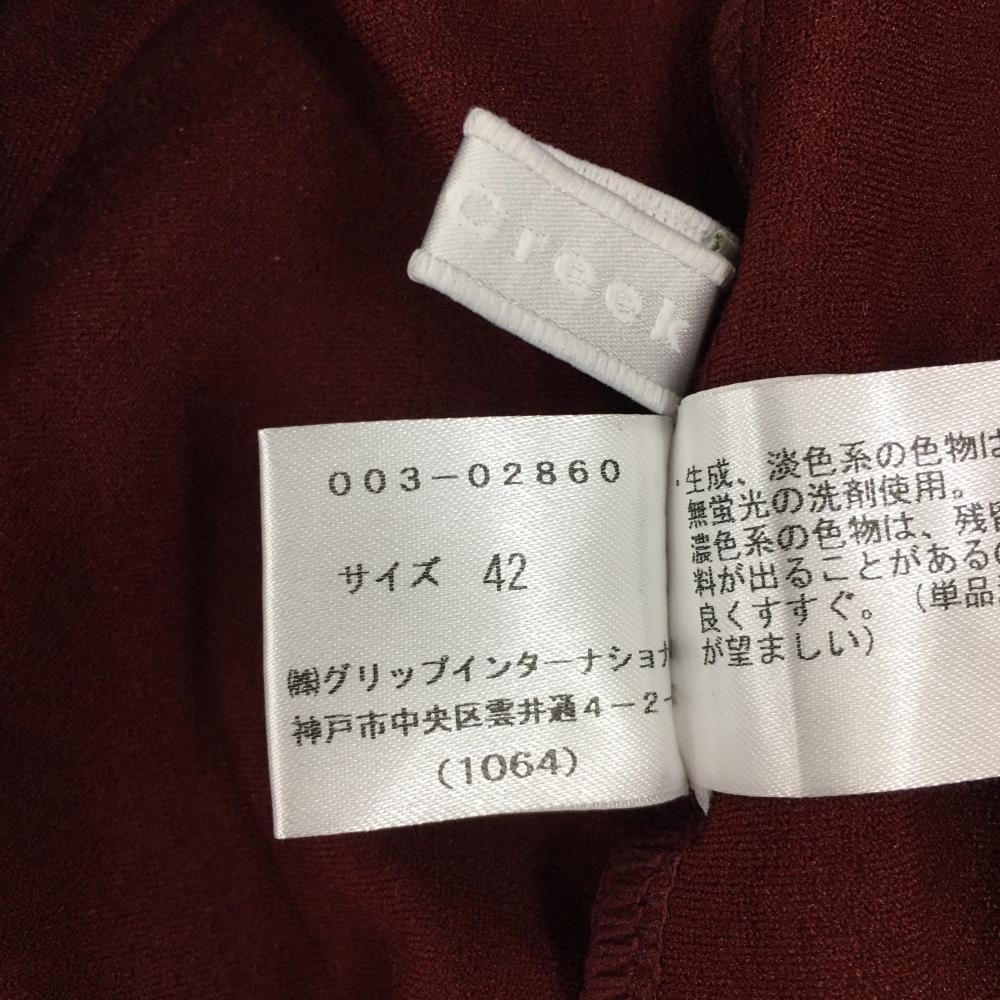 Creek
003-02860
サイズ 42
㈱グリップインターナショナ
神戸市中央区雲井通4-2-
(1064)
・生成、淡色系の色物は
無蛍光の洗剤使用。
濃色系の色物は、残留
料が出ることがあるの
良くすすぐ。(単品
が望ましい)